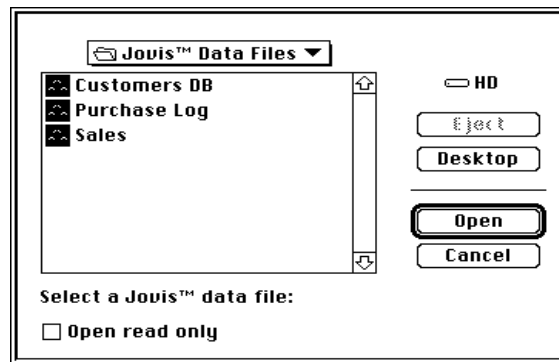 Jovis™ Data Files
Customers DB
Purchase Log
Sales
HD
Eject
Desktop
Open
Cancel
Select a Jovis™ data file:
Open read only